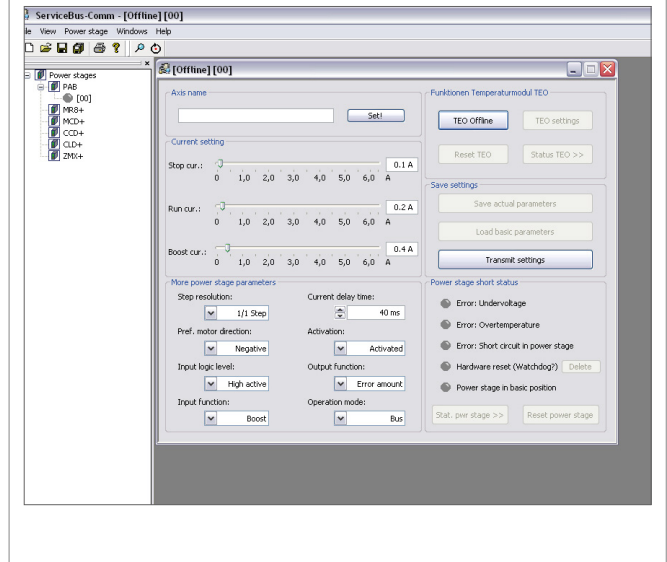 ServiceBus-Comm - [Offline] [00]
ile View Power stage Windows Help
Power stages
PAB
[00]
MR8+
MCD+
CCD+
CLD+
ZMX+
[Offline] [00]
Axis name
Set!
Current setting
Stop cur.: 0.1 A
0 1,0 2,0 3,0 4,0 5,0 6,0 A
Run cur.: 0.2 A
0 1,0 2,0 3,0 4,0 5,0 6,0 A
Boost cur.: 0.4 A
0 1,0 2,0 3,0 4,0 5,0 6,0 A
More power stage parameters
Step resolution: Current delay time:
1/1 Step 40 ms
Pref. motor direction: Activation:
Negative Activated
Input logic level: Output function:
High active Error amount
Input function: Operation mode:
Boost Bus
Funktionen Temperaturmodul TEO
TEO Offline TEO settings
Reset TEO Status TEO >>
Save settings
Save actual parameters
Load basic parameters
Transmit settings
Power stage short status
Error: Undervoltage
Error: Overtemperature
Error: Short circuit in power stage
Hardware reset (Watchdog?) Delete
Power stage in basic position
Stat. pwr stage >> Reset power stage